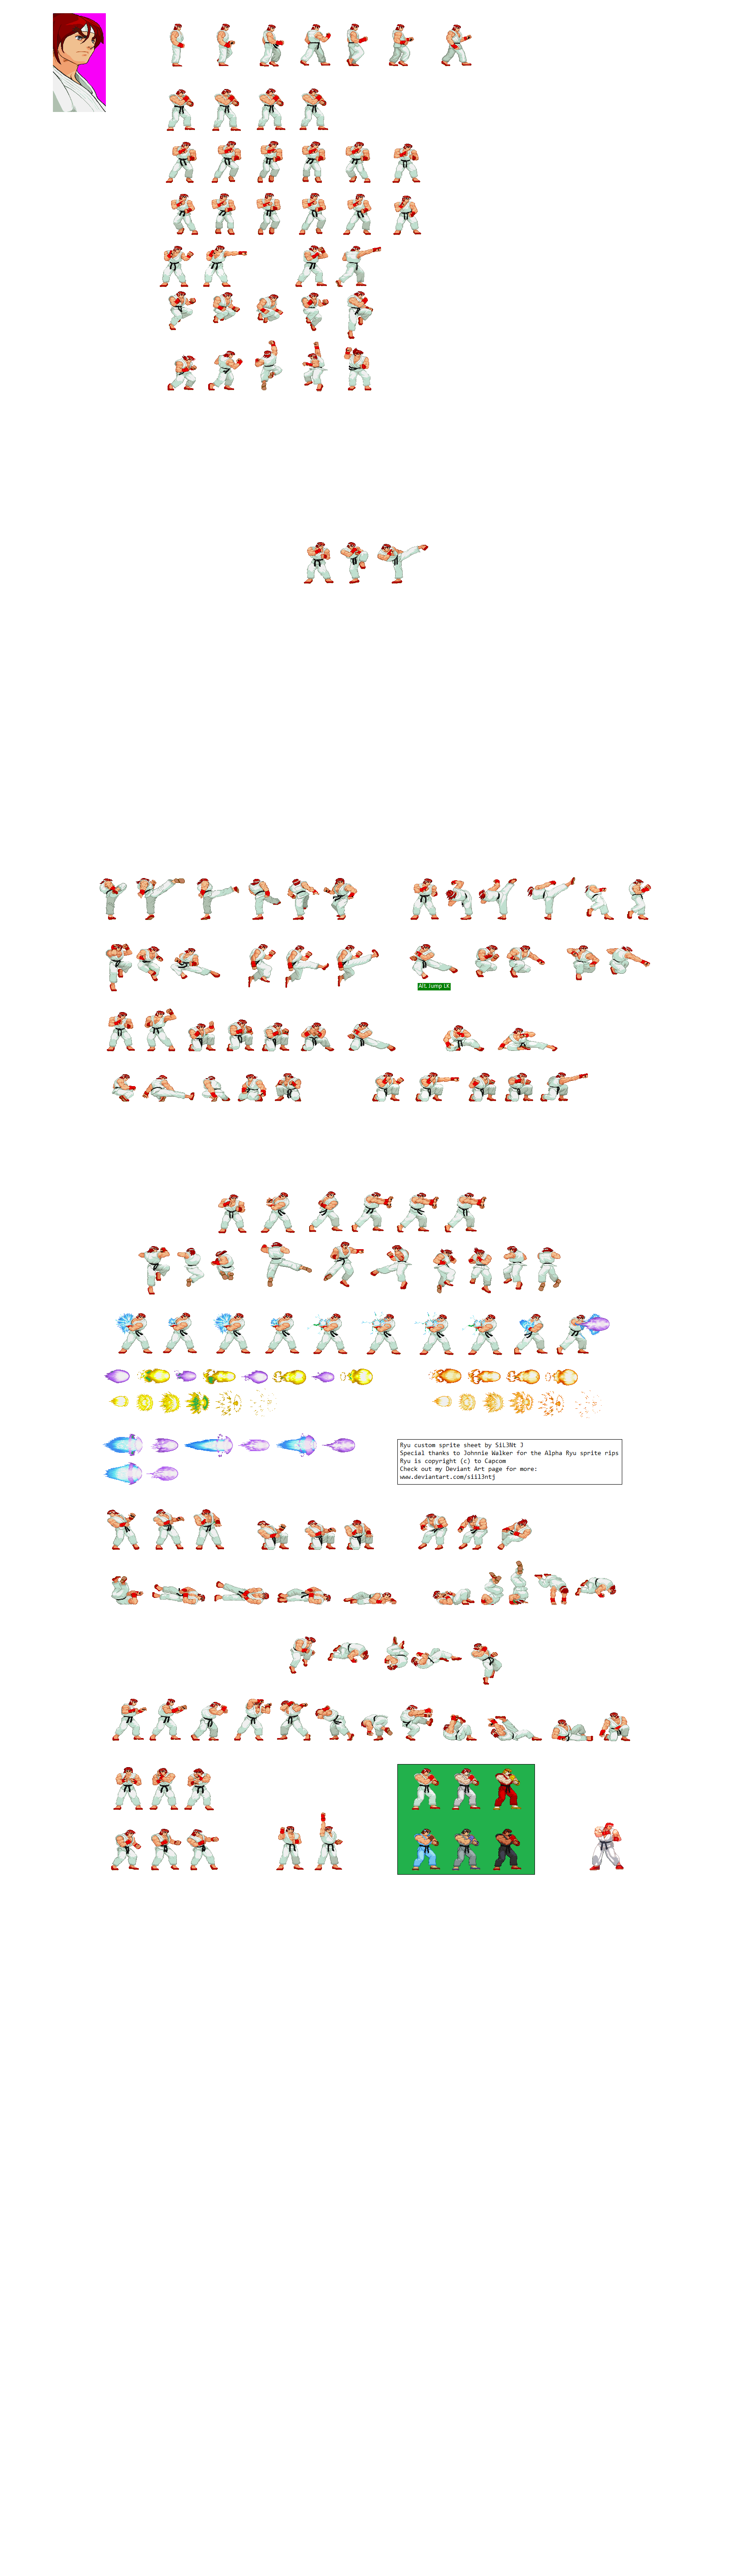 Alt. Jump LK
Ryu custom sprite sheet by SiL3Nt J
Special thanks to Johnnie Walker for the Alpha Ryu sprite rips
Ryu is copyright (c) to Capcom
Check out my Deviant Art page for more:
www.deviantart.com/siil3ntj